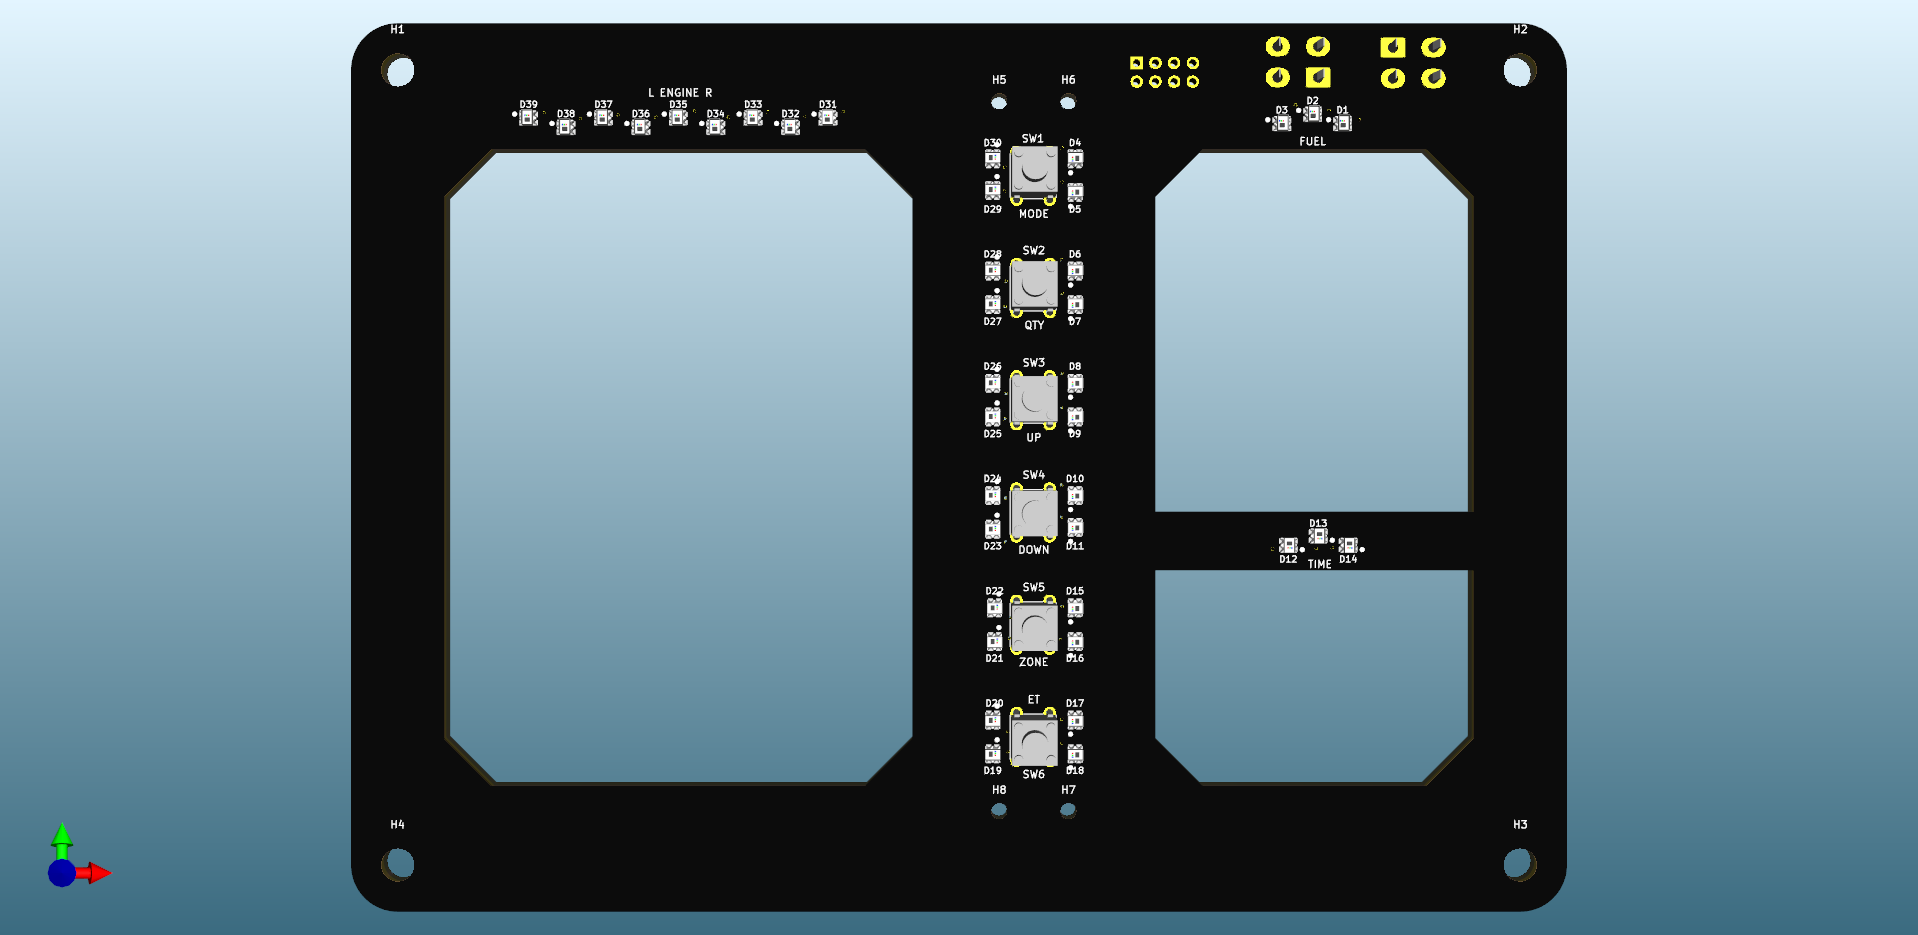 H1
H2
H5 H6
L ENGINE R
D39 D38 D37 D36 D35 D34 D33 D32 D31
D3 D2 D1
FUEL
SW1
D30 D4
D29 D5
MODE
SW2
D28 D6
D27 D7
QTY
SW3
D26 D8
D25 D9
UP
SW4
D24 D10
D23 D11
DOWN
D13
D12 D14
TIME
SW5
D22 D15
D21 D16
ZONE
ET
D20 D17
D19 D18
SW6
H8 H7
H4
H3